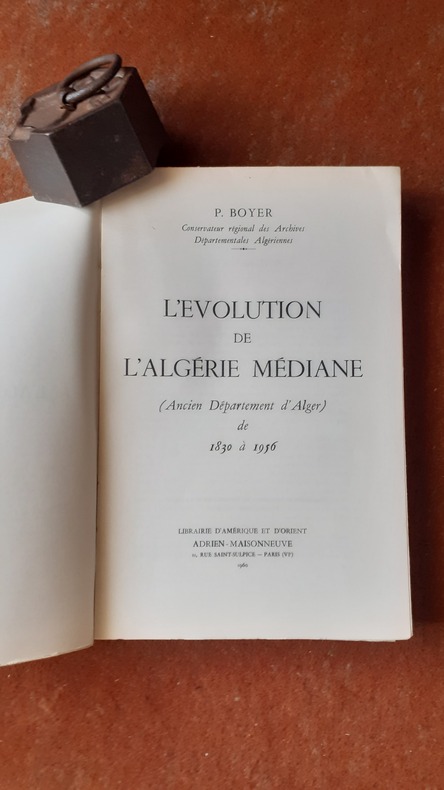 P. BOYER
Conservateur régional des Archives
Départementales Algériennes
L'EVOLUTION
DE
L'ALGÉRIE MÉDIANE
(Ancien Département d'Alger)
de
1830 à 1956
LIBRAIRIE D'AMÉRIQUE ET D'ORIENT
ADRIEN-MAISONNEUVE
11, RUE SAINT-SULPICE — PARIS (VIe)
1960